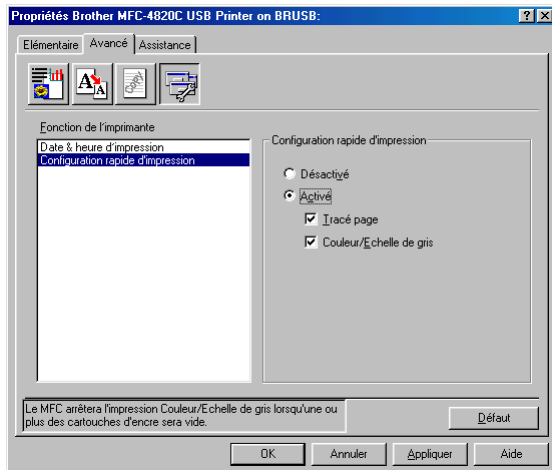 Propriétés Brother MFC-4820C USB Printer on BRUSB:
Elémentaire
Avancé
Assistance
Copy
Fonction de l'imprimante
Date & heure d'impression
Configuration rapide d'impression
Configuration rapide d'impression
Désactivé
Activé
Tracé page
Couleur/Echelle de gris
Le MFC arrêtera l'impression Couleur/Echelle de gris lorsqu'une ou
plus des cartouches d'encre sera vide.
Défaut
OK
Annuler
Appliquer
Aide